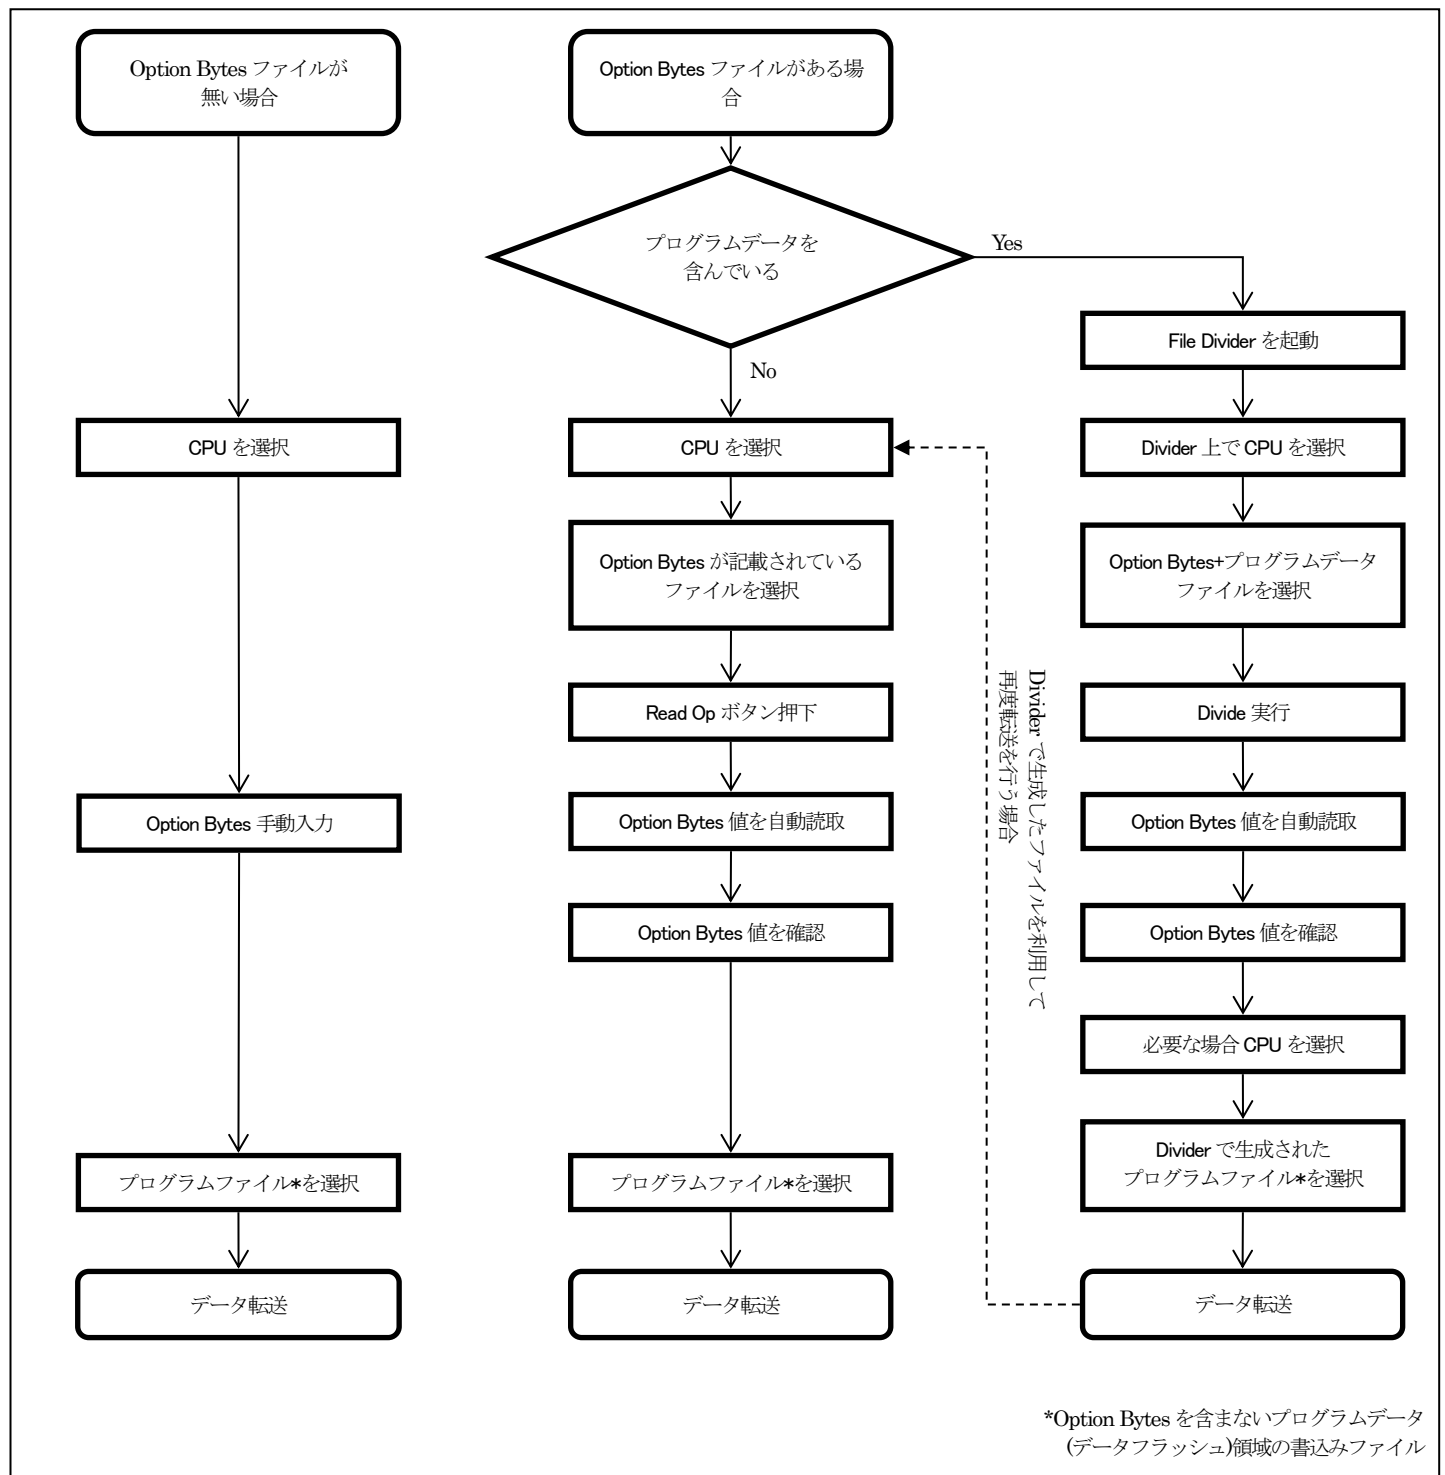 Option Bytes ファイルが
無い場合
Option Bytes ファイルがある場
合
プログラムデータを
含んでいる
Yes
No
File Divider を起動
CPU を選択
CPU を選択
Divider 上で CPU を選択
Option Bytes が記載されている
ファイルを選択
Option Bytes+プログラムデータ
ファイルを選択
Read Op ボタン押下
Divide 実行
Divider で生成したファイルを利用して
再度転送を行う場合
Option Bytes 手動入力
Option Bytes 値を自動読取
Option Bytes 値を自動読取
Option Bytes 値を確認
Option Bytes 値を確認
必要な場合 CPU を選択
プログラムファイル*を選択
プログラムファイル*を選択
Divider で生成された
プログラムファイル*を選択
データ転送
データ転送
データ転送
*Option Bytes を含まないプログラムデータ
(データフラッシュ)領域の書込みファイル